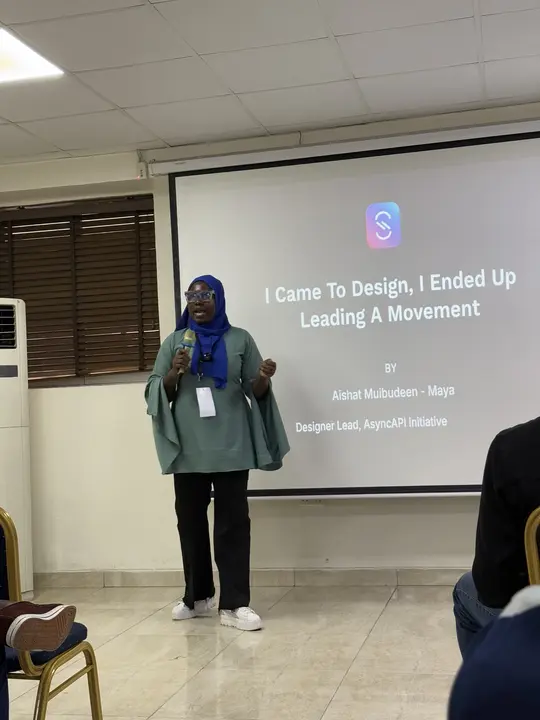 I Came To Design, I Ended Up
Leading A Movement
BY
Aishat Muibudeen - Maya
Designer Lead, AsyncAPI Initiative